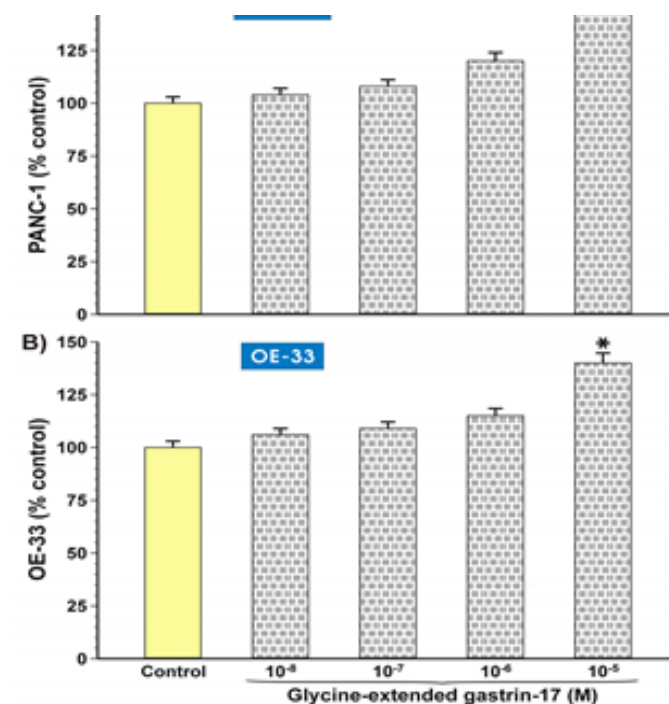 125
100
75
50
25
0
PANC-1 (% control)
B)
OE-33
*
150
125
100
75
50
25
0
OE-33 (% control)
Control 10-8 10-7 10-6 10-5
Glycine-extended gastrin-17 (M)